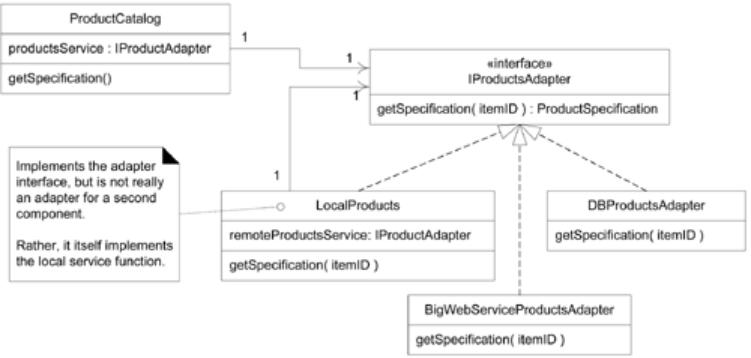 ProductCatalog
productsService : IProductAdapter
getSpecification()
1
1
1
1
«interface»
IProductsAdapter
getSpecification( itemID ) : ProductSpecification
Implements the adapter
interface, but is not really
an adapter for a second
component.
Rather, it itself implements
the local service function.
LocalProducts
remoteProductsService: IProductAdapter
getSpecification( itemID )
DBProductsAdapter
getSpecification( itemID )
BigWebServiceProductsAdapter
getSpecification( itemID )